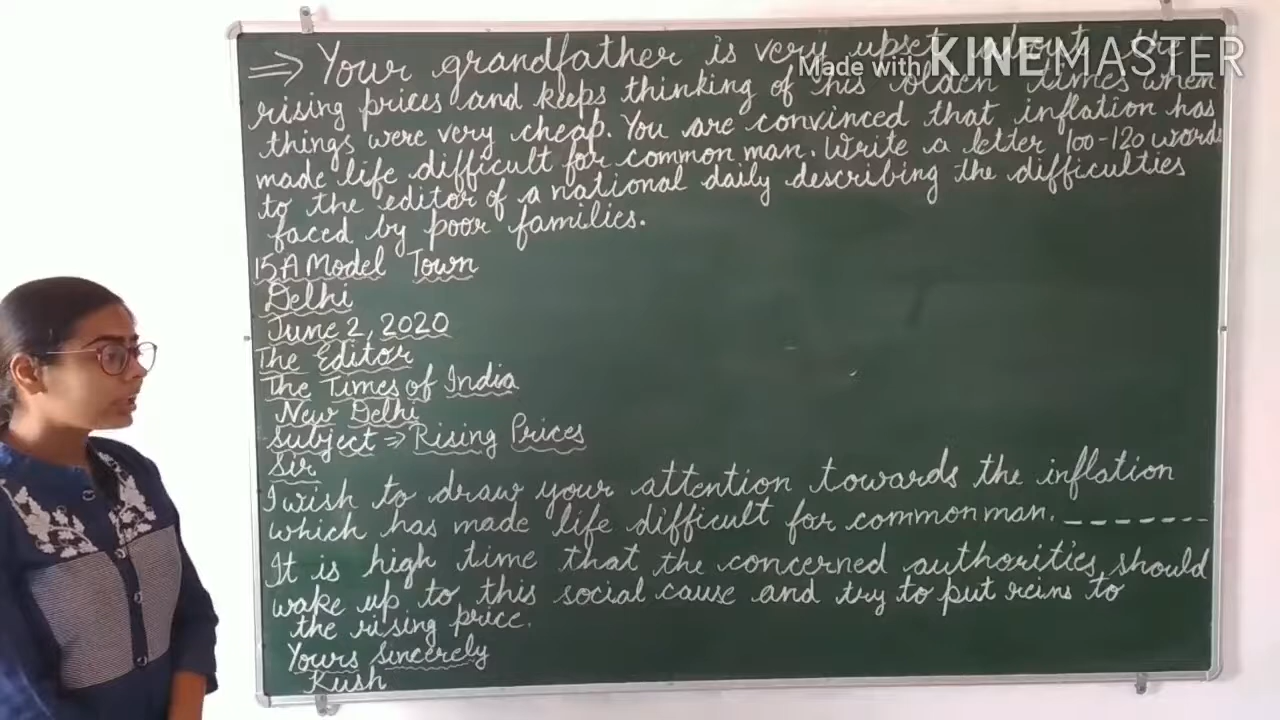 ⇒ Your grandfather is very upset about the
Made with KINEMASTER
rising prices and keeps thinking of his olden times when
things were very cheap. You are convinced that inflation has
made life difficult for common man. Write a letter 100-120 words
to the editor of a national daily describing the difficulties
faced by poor families.
15A Model Town
Delhi
June 2, 2020
The Editor
The Times of India
New Delhi
Subject ⇒ Rising Prices
Sir
I wish to draw your attention towards the inflation
which has made life difficult for common man. _ _ _ _ _ _ _
It is high time that the concerned authorities should
wake up to this social cause and try to put reins to
the rising price.
Yours sincerely
Kush